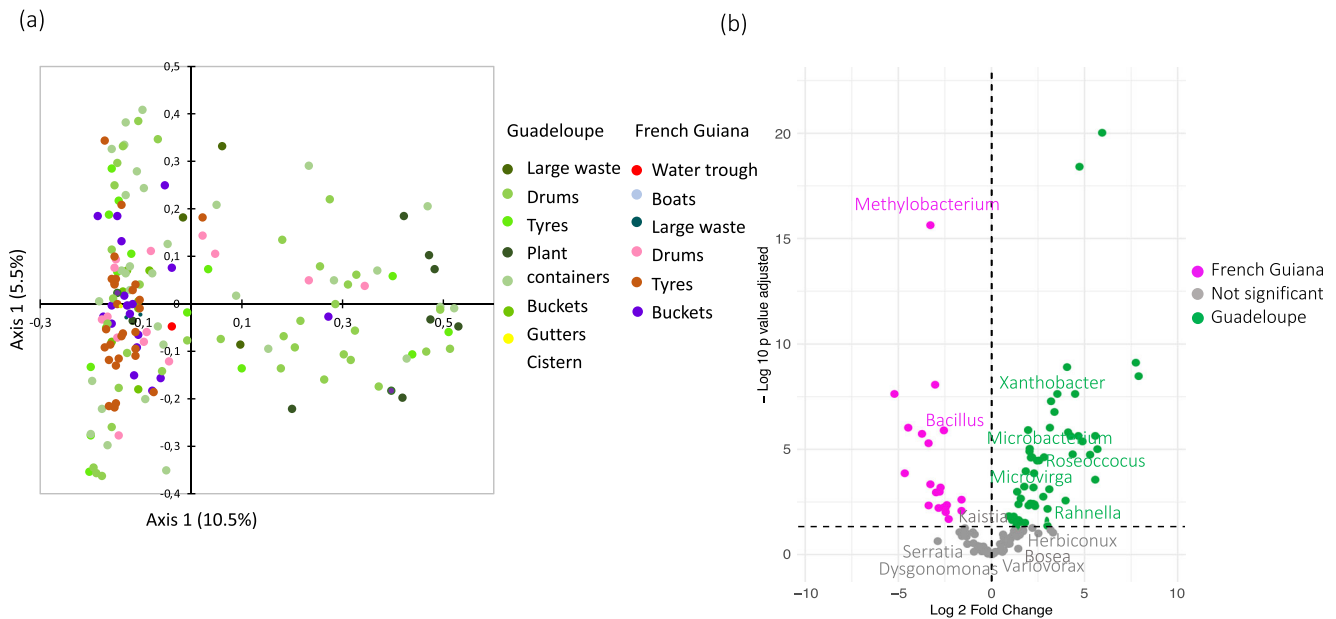 (a)
(b)
0,5
0,4
0,3
0,2
0,1
0
-0,1
-0,2
-0,3
-0,4
-0,3
0,1
0,1
0,3
0,5
Axis 1 (5.5%)
Axis 1 (10.5%)
Guadeloupe
Large waste
Drums
Tyres
Plant
containers
Buckets
Gutters
Cistern
French Guiana
Water trough
Boats
Large waste
Drums
Tyres
Buckets
20
15
10
5
0
− Log 10 p value adjusted
Methylobacterium
Xanthobacter
Bacillus
Microbacterium
Roseoccocus
Microvirga
Rahnella
Kaistia
Herbiconux
Serratia
Bosea
Variovorax
Dysgonomonas
−10
−5
0
5
10
Log 2 Fold Change
French Guiana
Not significant
Guadeloupe